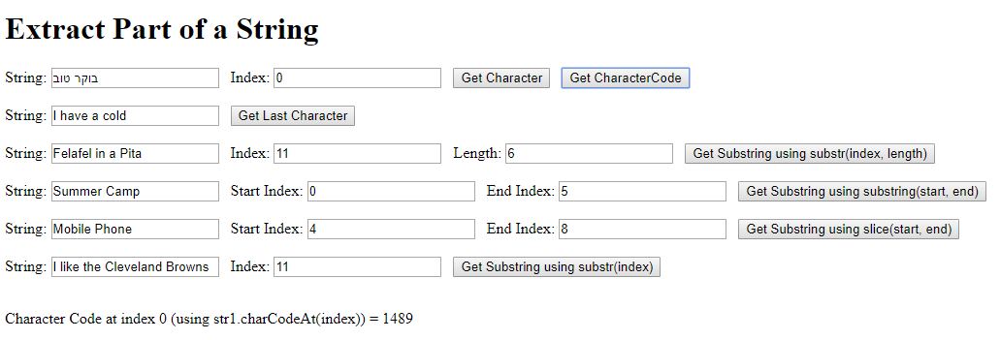 Extract Part of a String
String: בוקר טוב Index: 0 Get Character Get CharacterCode
String: I have a cold Get Last Character
String: Felafel in a Pita Index: 11 Length: 6 Get Substring using substr(index, length)
String: Summer Camp Start Index: 0 End Index: 5 Get Substring using substring(start, end)
String: Mobile Phone Start Index: 4 End Index: 8 Get Substring using slice(start, end)
String: I like the Cleveland Browns Index: 11 Get Substring using substr(index)
Character Code at index 0 (using str1.charCodeAt(index)) = 1489